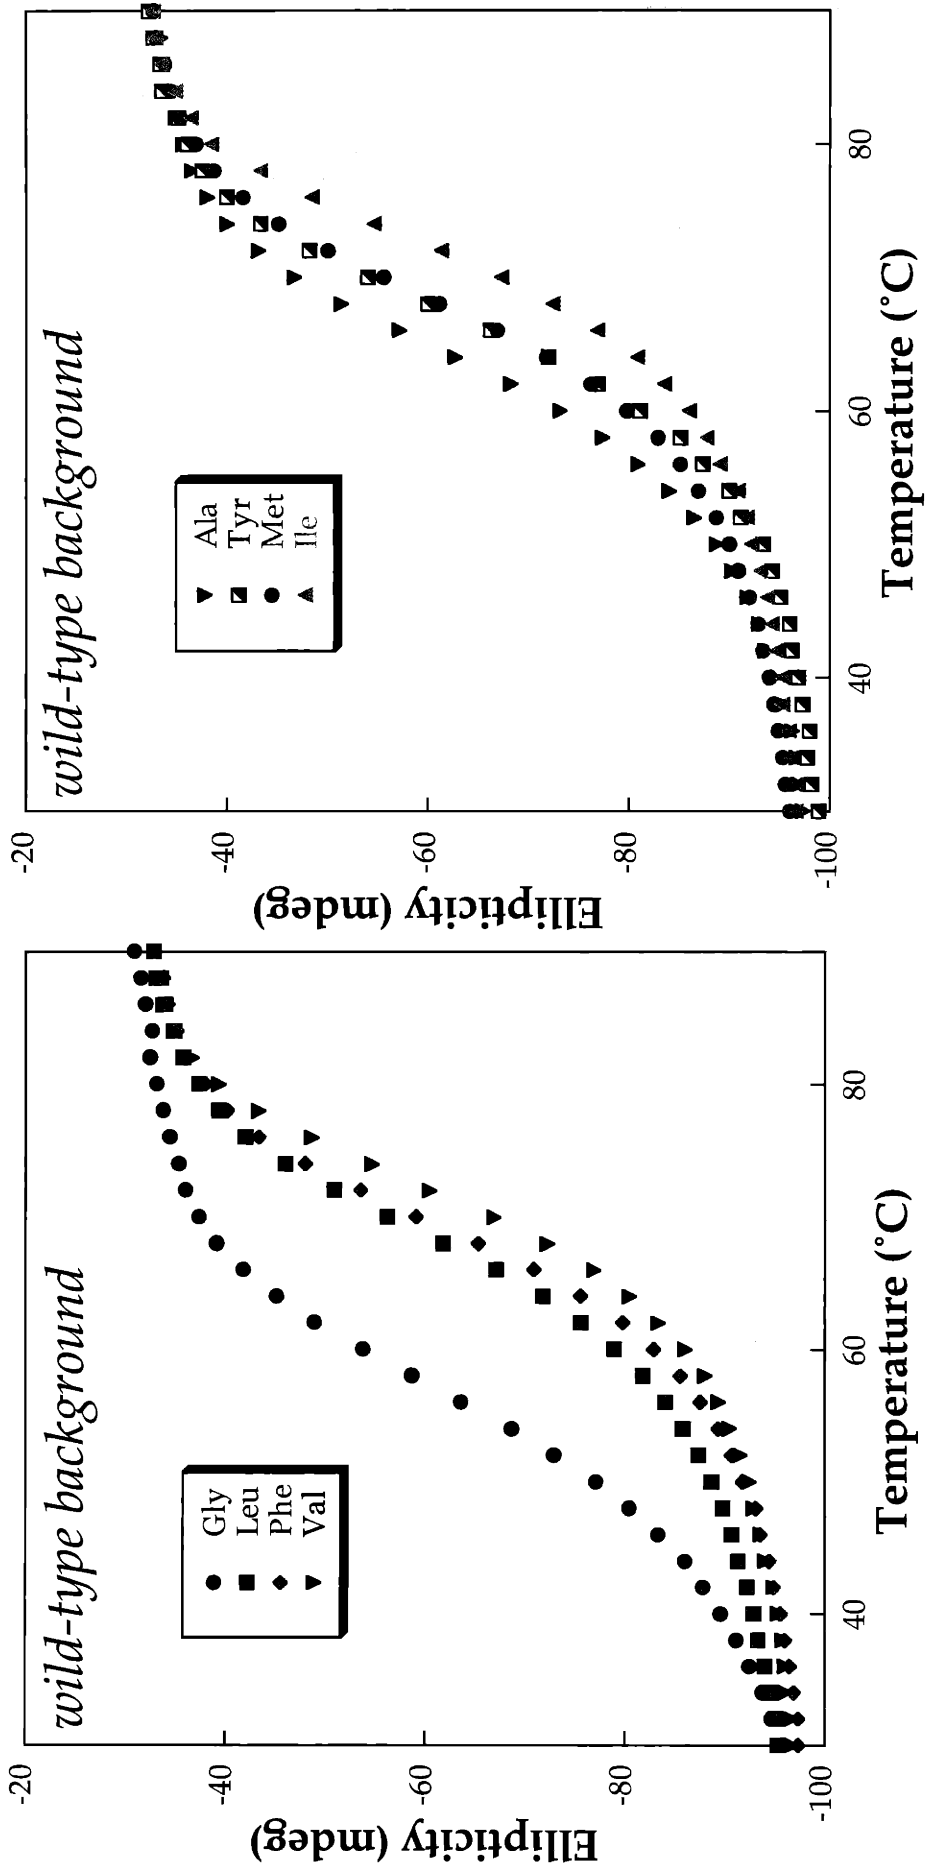 wild-type background
Gly
Leu
Phe
Val
-20
-40
-60
-80
-100
Ellipticity (mdeg)
40
60
80
Temperature (°C)
wild-type background
Ala
Tyr
Met
Ile
-20
-40
-60
-80
-100
Ellipticity (mdeg)
40
60
80
Temperature (°C)